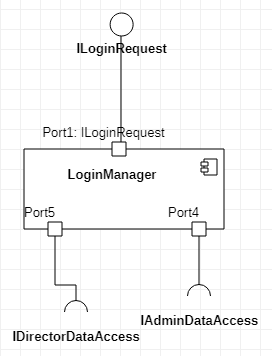 ILoginRequest
Port1: ILoginRequest
LoginManager
Port5
Port4
IAdminDataAccess
IDirectorDataAccess